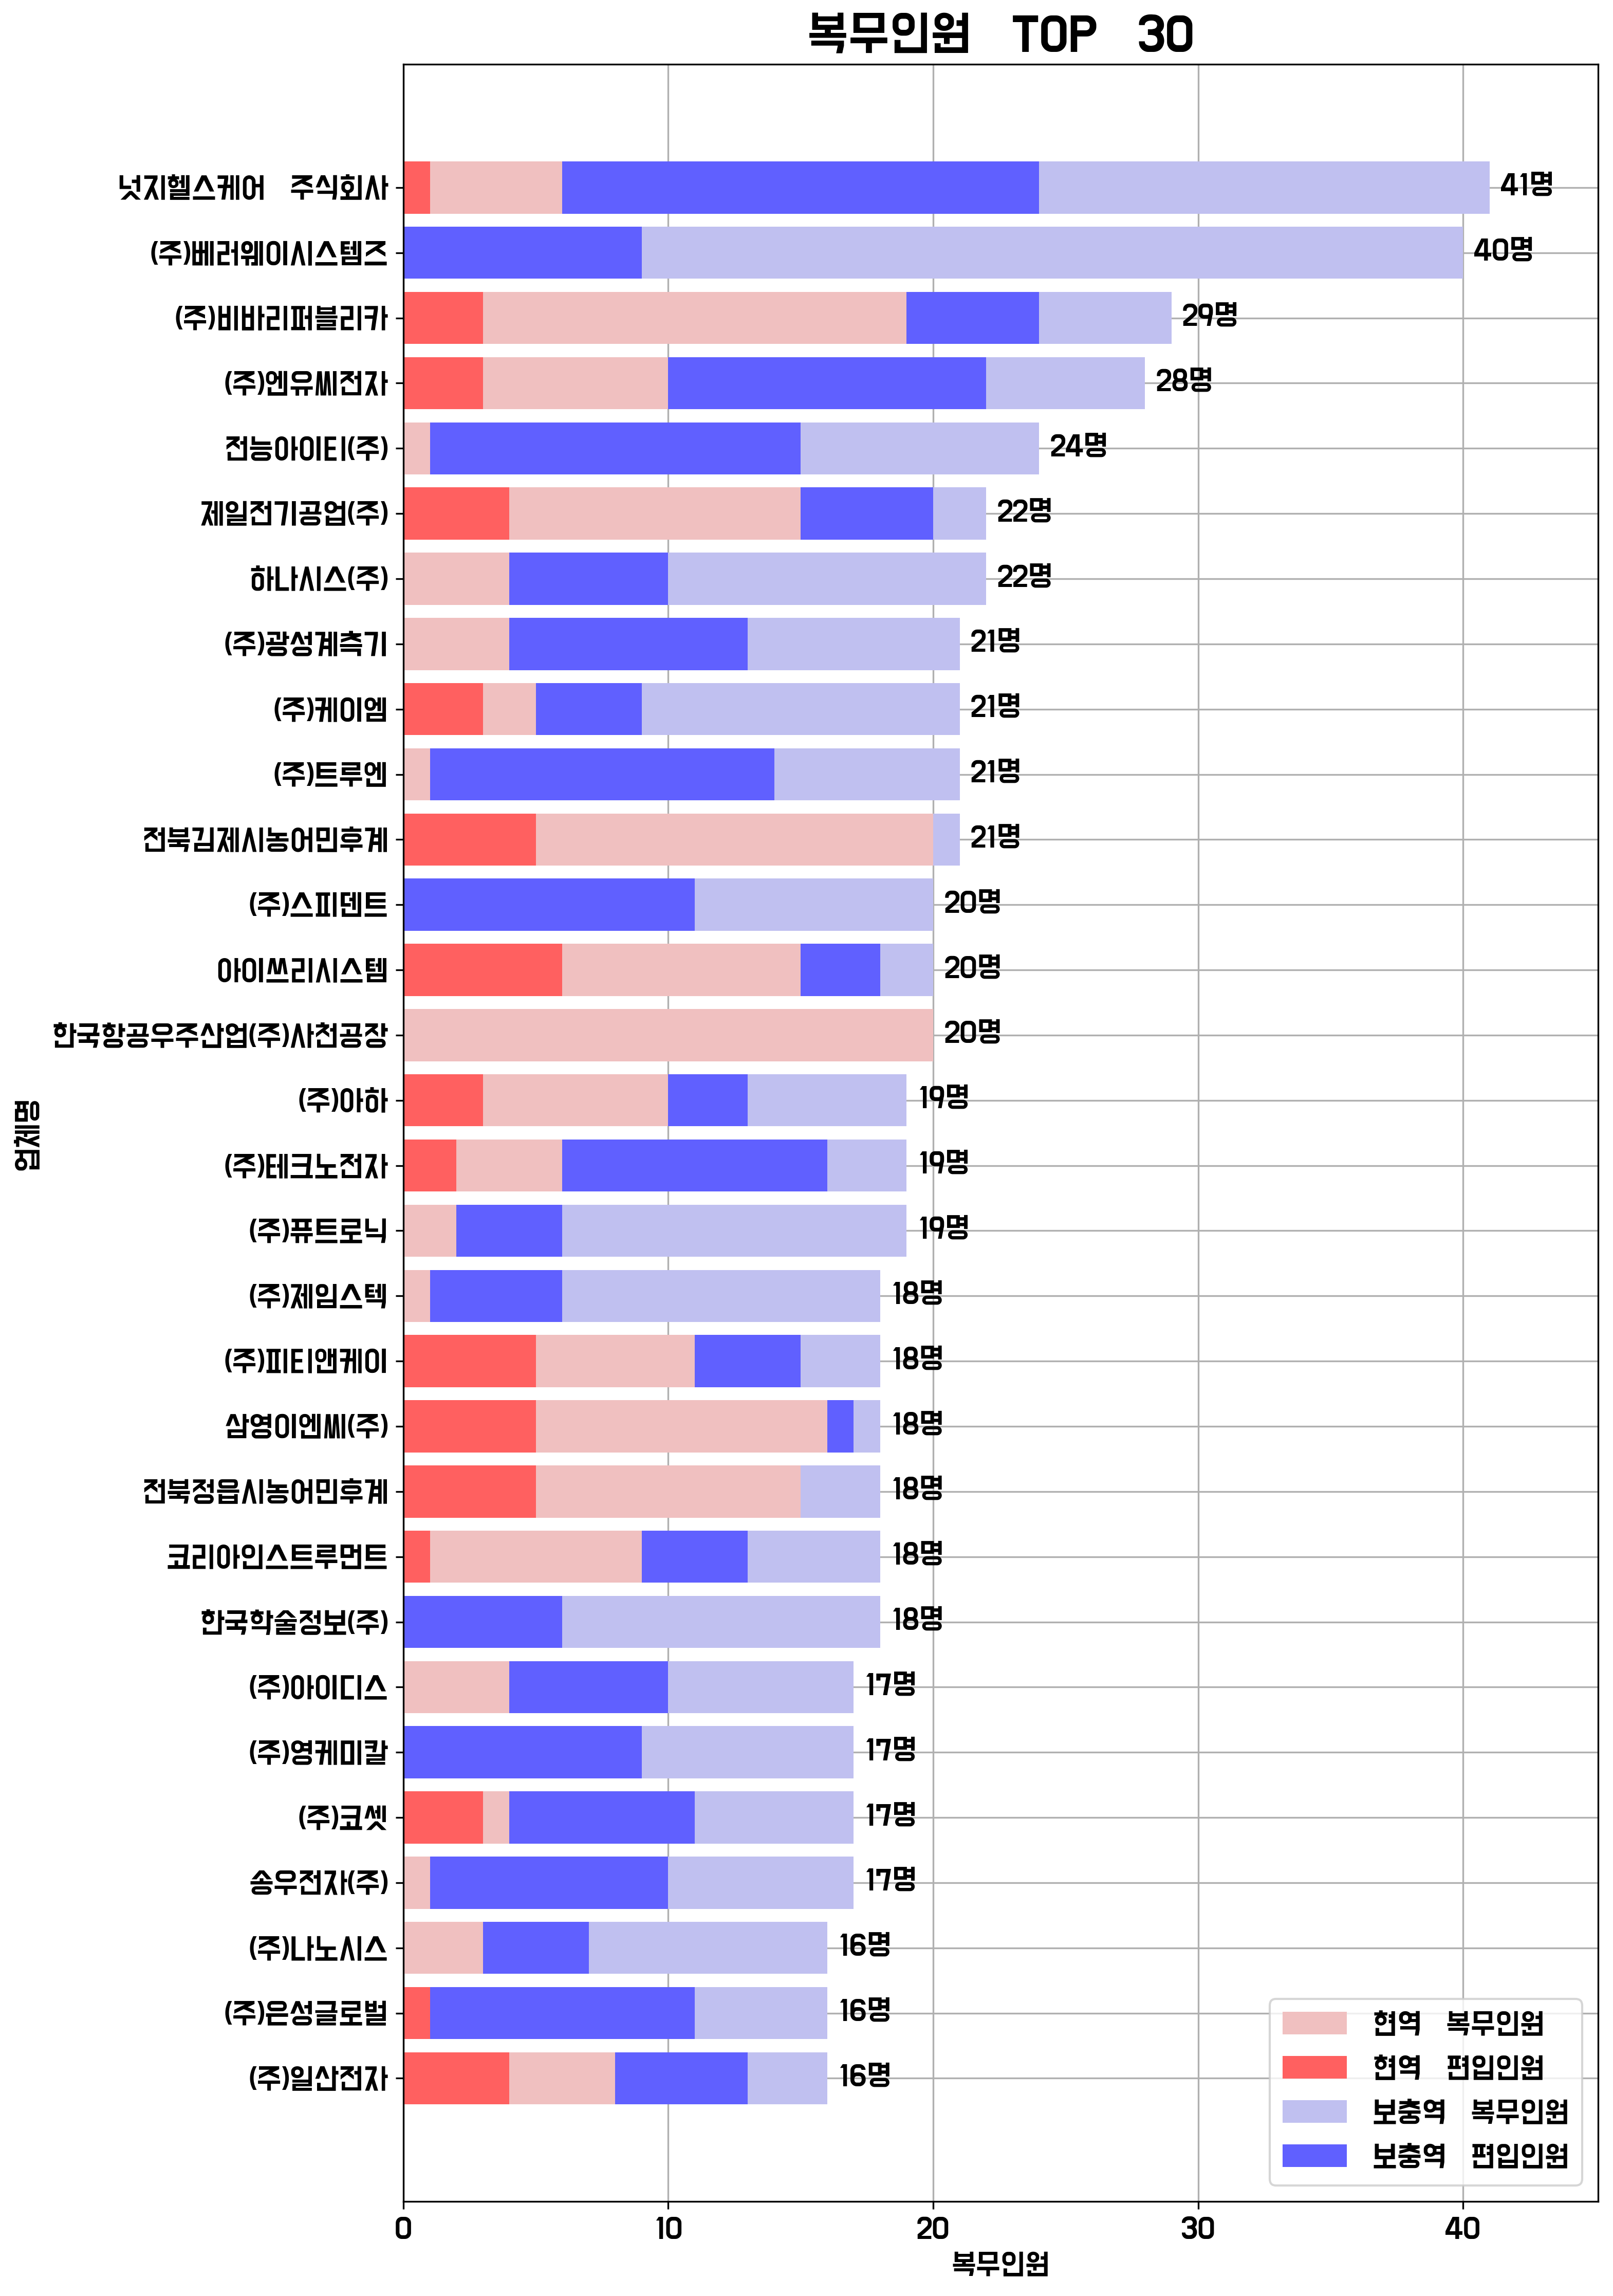 복무인원 TOP 30
넛지헬스케어 주식회사 41명
(주)베러웨이시스템즈 40명
(주)비바리퍼블리카 29명
(주)엔유씨전자 28명
전능아이티(주) 24명
제일전기공업(주) 22명
하나시스(주) 22명
(주)광성계측기 21명
(주)케이엠 21명
(주)트루엔 21명
전북김제시농어민후계 21명
(주)스피덴트 20명
아이쓰리시스템 20명
한국항공우주산업(주)사천공장 20명
(주)아하 19명
(주)테크노전자 19명
(주)퓨트로닉 19명
(주)제임스텍 18명
(주)피티앤케이 18명
삼영이엔씨(주) 18명
전북정읍시농어민후계 18명
코리아인스트루먼트 18명
한국학술정보(주) 18명
(주)아이디스 17명
(주)영케미칼 17명
(주)코셋 17명
송우전자(주) 17명
(주)나노시스 16명
(주)은성글로벌 16명
(주)일산전자 16명
업체명
현역 복무인원
현역 편입인원
보충역 복무인원
보충역 편입인원
0 10 20 30 40
복무인원